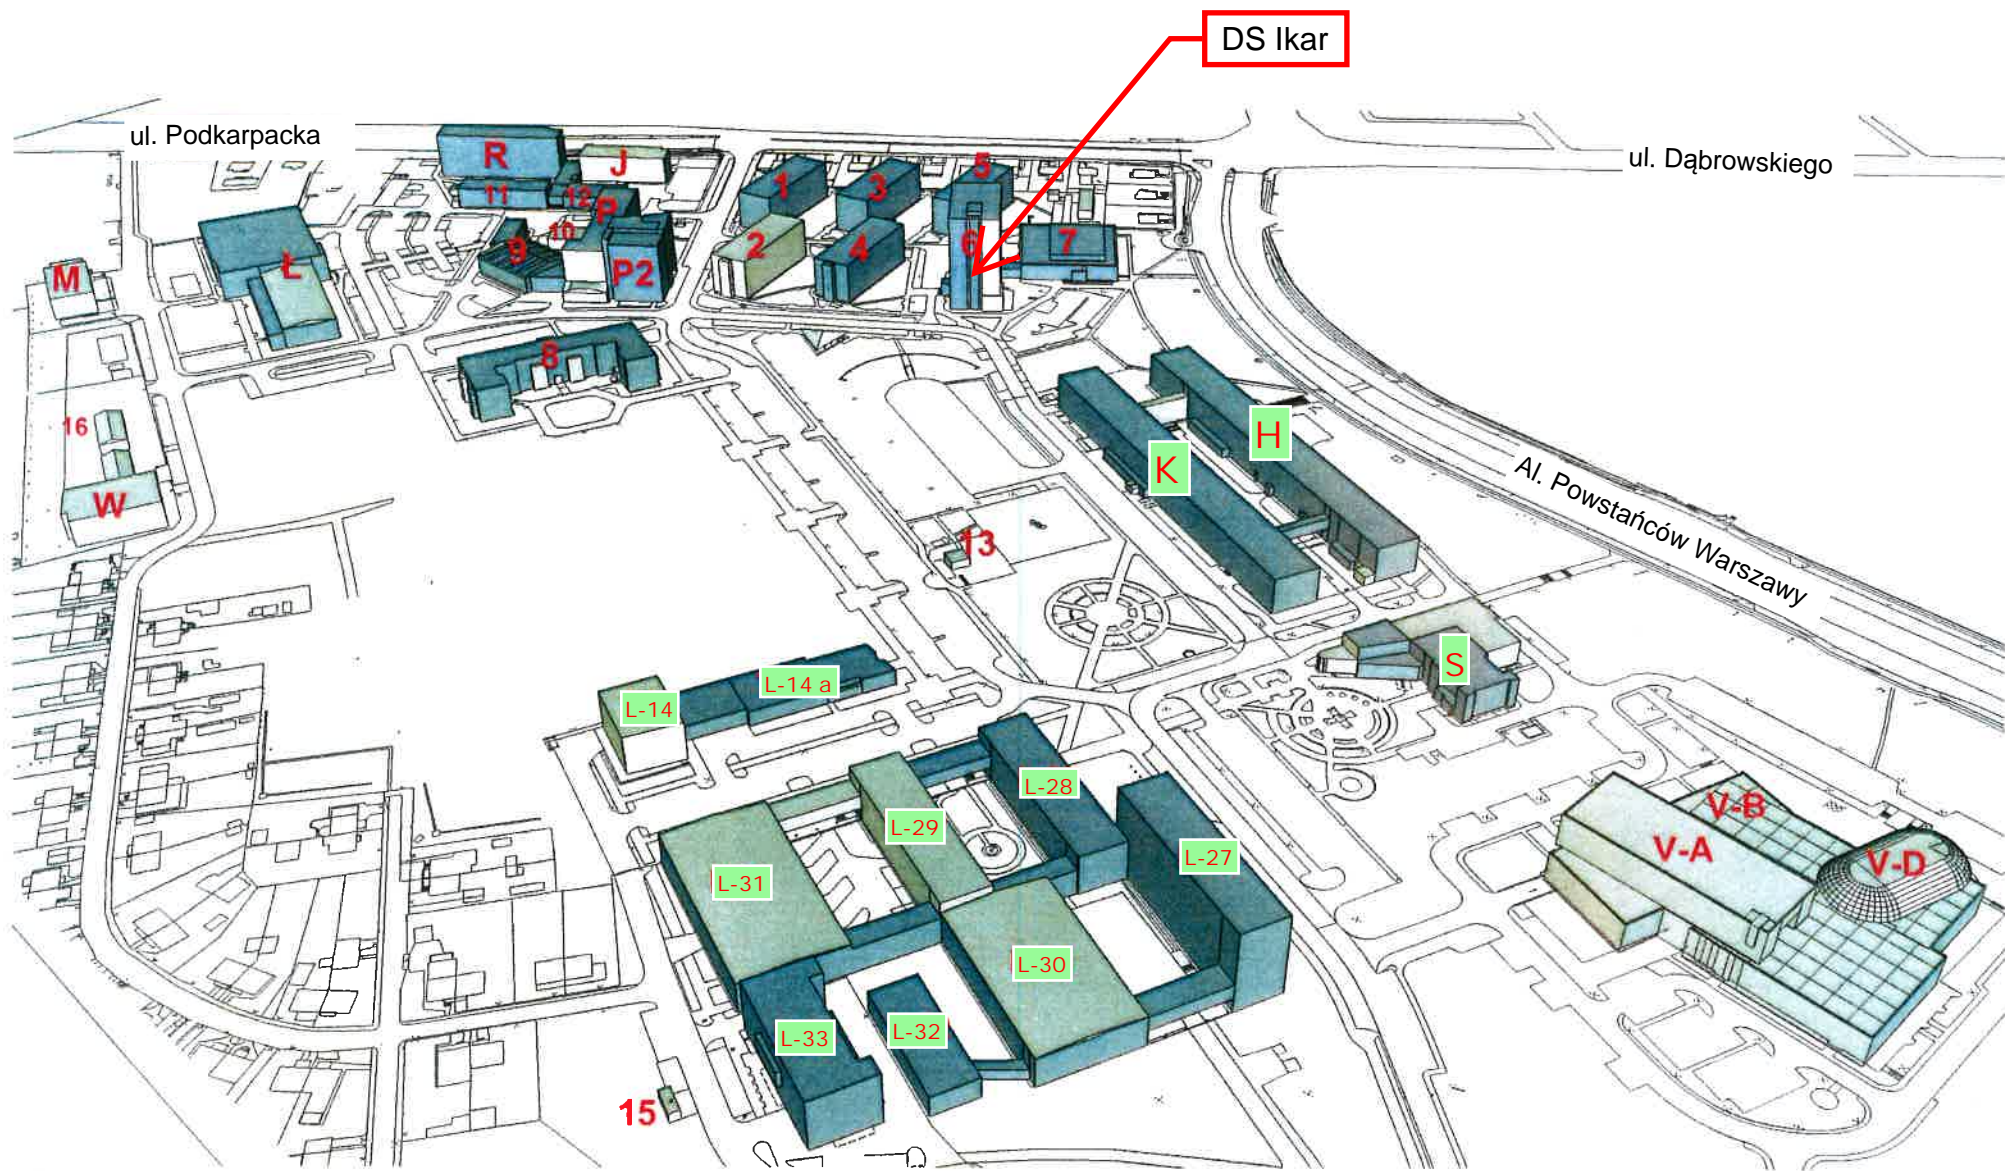 DS Ikar
ul. Podkarpacka
ul. Dąbrowskiego
R
J
5
1
3
11
12
P
10
9
2
4
6
7
M
Ł
P2
8
16
K
H
W
Al. Powstańców Warszawy
13
S
L-14
L-14 a
L-28
V-B
L-29
V-A
V-D
L-27
L-31
L-30
L-33
L-32
15